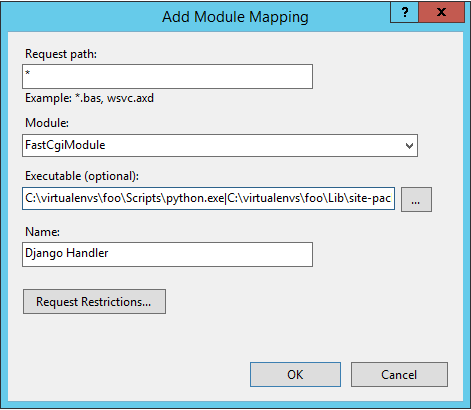 Add Module Mapping
?
x
Request path:
*
Example: *.bas, wsvc.axd
Module:
FastCgiModule
Executable (optional):
C:\virtualenvs\foo\Scripts\python.exe|C:\virtualenvs\foo\Lib\site-pac
...
Name:
Django Handler
Request Restrictions...
OK
Cancel